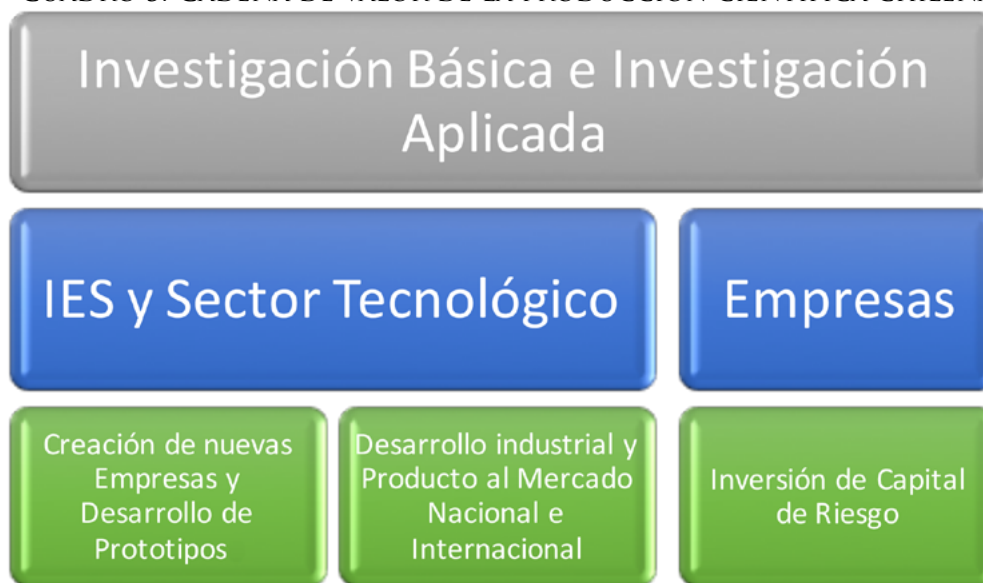 Investigación Básica e Investigación
Aplicada
IES y Sector Tecnológico
Empresas
Creación de nuevas
Empresas y
Desarrollo de
Prototipos
Desarrollo industrial y
Producto al Mercado
Nacional e
Internacional
Inversión de Capital
de Riesgo